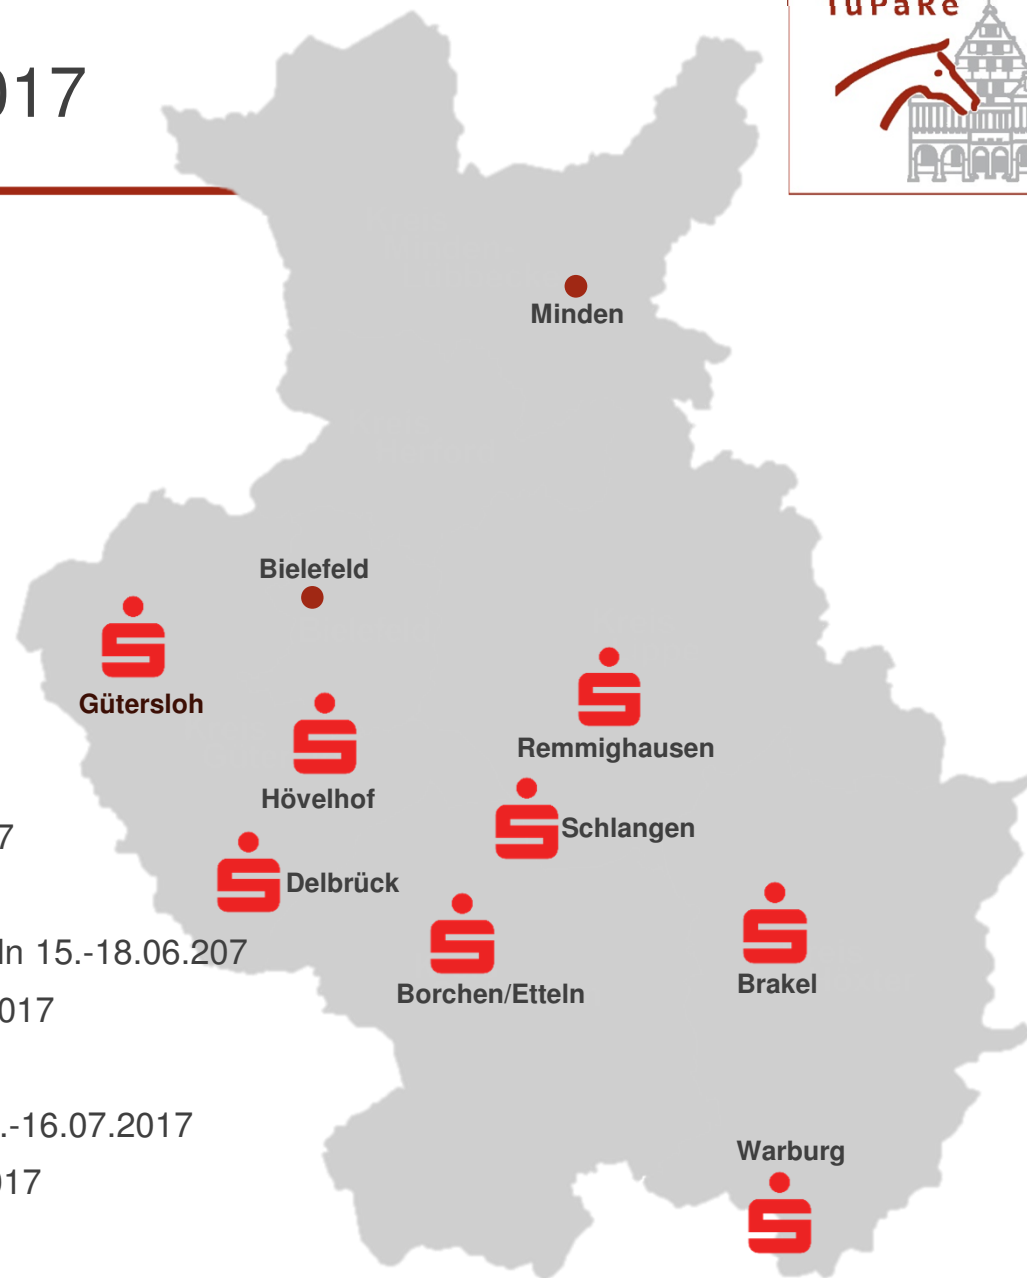 TuPaRe
017
Minden
Bielefeld
Gütersloh
Remmighausen
Hövelhof
Schlangen
7
Delbrück
ln 15.-18.06.207
Borchen/Etteln
Brakel
017
.-16.07.2017
Warburg
017